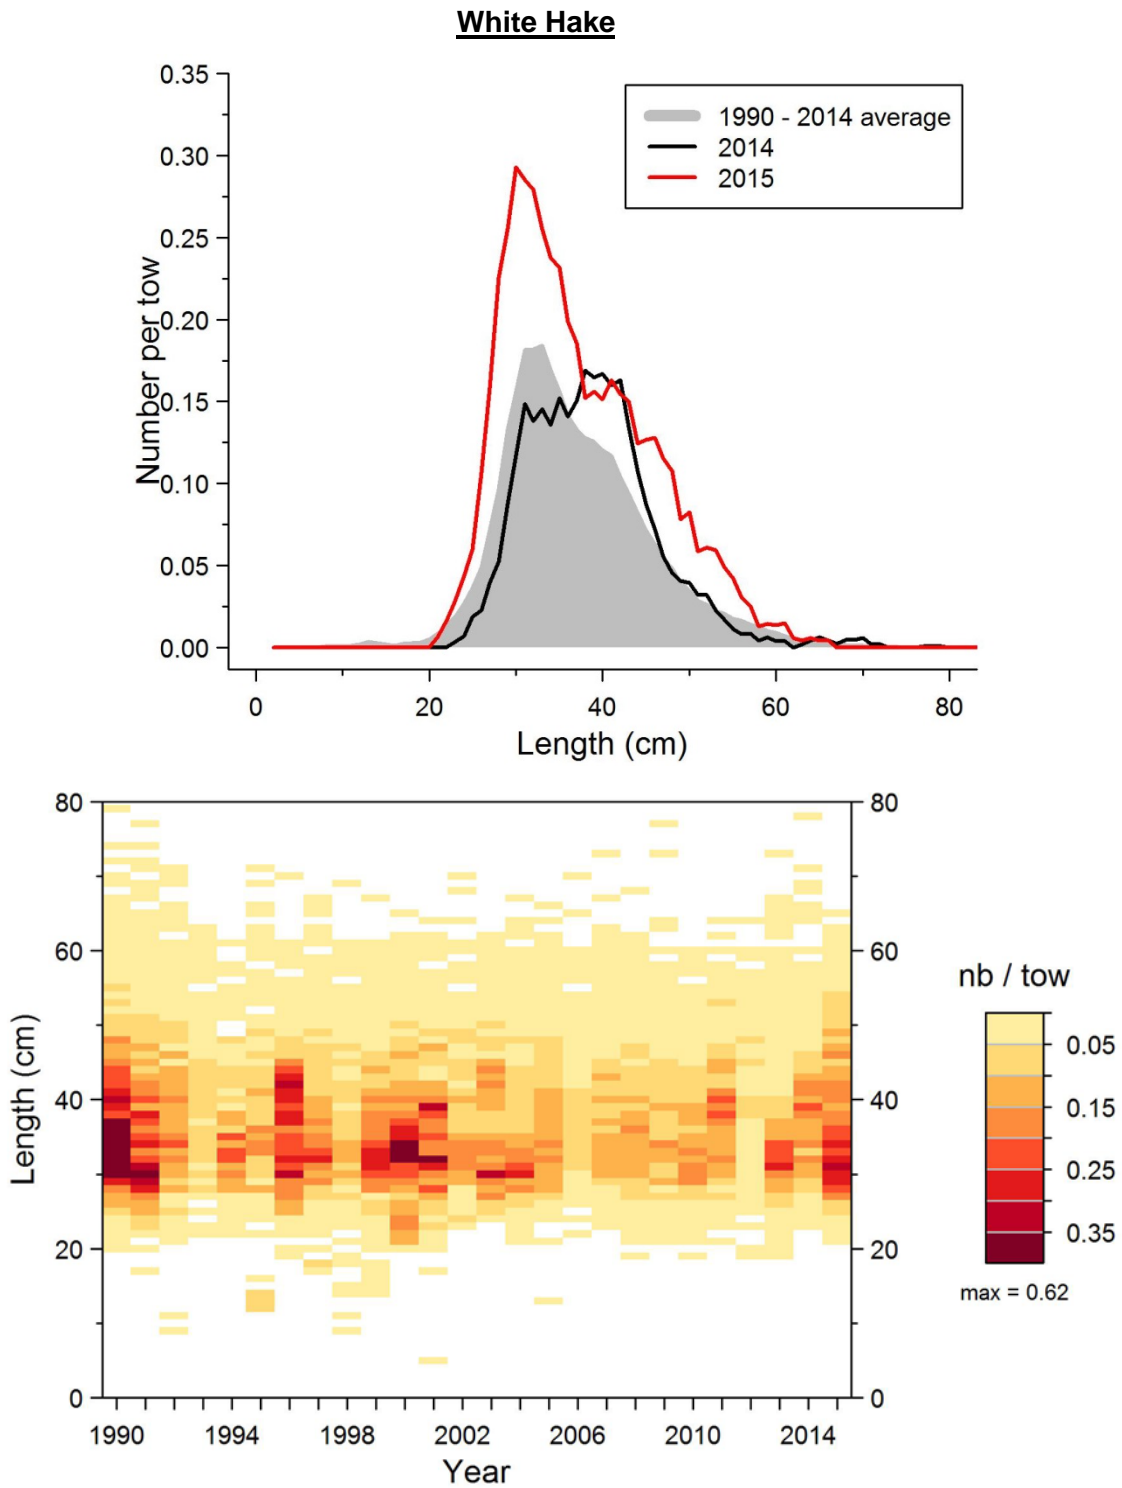 White Hake
0.35
0.30
0.25
0.20
0.15
0.10
0.05
0.00
Number per tow
1990 - 2014 average
2014
2015
0 20 40 60 80
Length (cm)
80
60
40
20
0
Length (cm)
80
60
40
20
0
1990 1994 1998 2002 2006 2010 2014
Year
nb / tow
0.05
0.15
0.25
0.35
max = 0.62